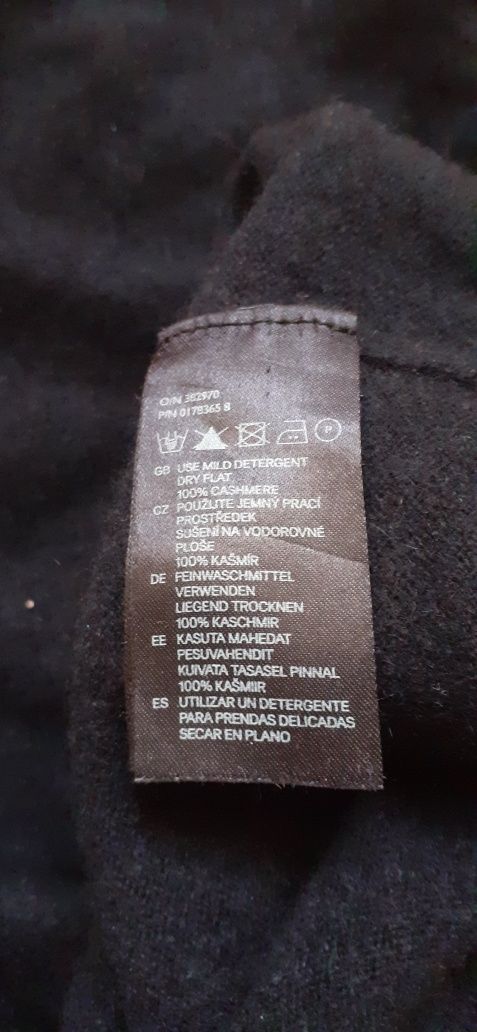 O/N 382970
P/N 0178365 8
P
GB USE MILD DETERGENT
DRY FLAT
100% CASHMERE
CZ POUŽIJTE JEMNÝ PRACÍ
PROSTŘEDEK
SUŠENÍ NA VODOROVNÉ
PLOŠE
100% KAŠMÍR
DE FEINWASCHMITTEL
VERWENDEN
LIEGEND TROCKNEN
100% KASCHMIR
EE KASUTA MAHEDAT
PESUVAHENDIT
KUIVATA TASASEL PINNAL
100% KAŠMIIR
ES UTILIZAR UN DETERGENTE
PARA PRENDAS DELICADAS
SECAR EN PLANO